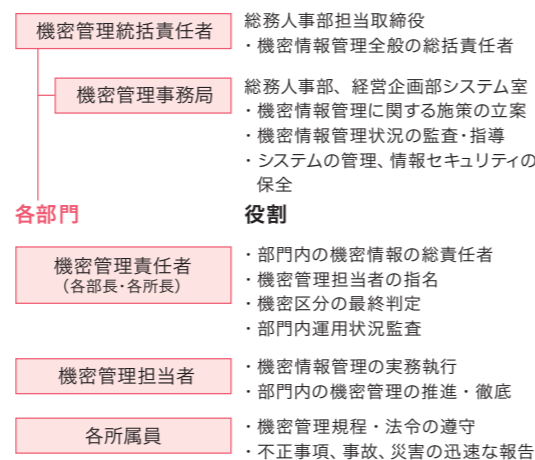 機密管理統括責任者
総務人事部担当取締役
・機密情報管理全般の総括責任者
機密管理事務局
総務人事部、経営企画部システム室
・機密情報管理に関する施策の立案
・機密情報管理状況の監査・指導
・システムの管理、情報セキュリティの
保全
各部門
役割
機密管理責任者
（各部長・各所長）
・部門内の機密情報の総責任者
・機密管理担当者の指名
・機密区分の最終判定
・部門内運用状況監査
機密管理担当者
・機密情報管理の実務執行
・部門内の機密管理の推進・徹底
各所属員
・機密管理規程・法令の遵守
・不正事項、事故、災害の迅速な報告